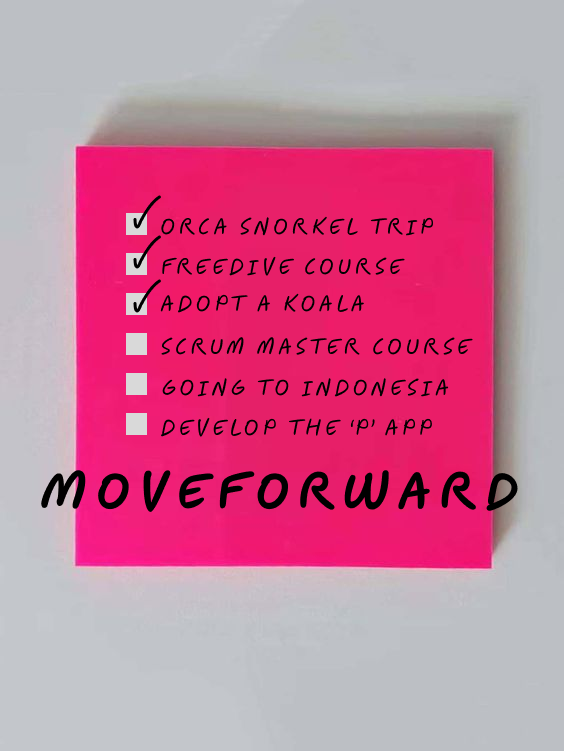 ORCA SNORKEL TRIP
FREEDIVE COURSE
ADOPT A KOALA
SCRUM MASTER COURSE
GOING TO INDONESIA
DEVELOP THE 'P' APP
MOVEFORWARD